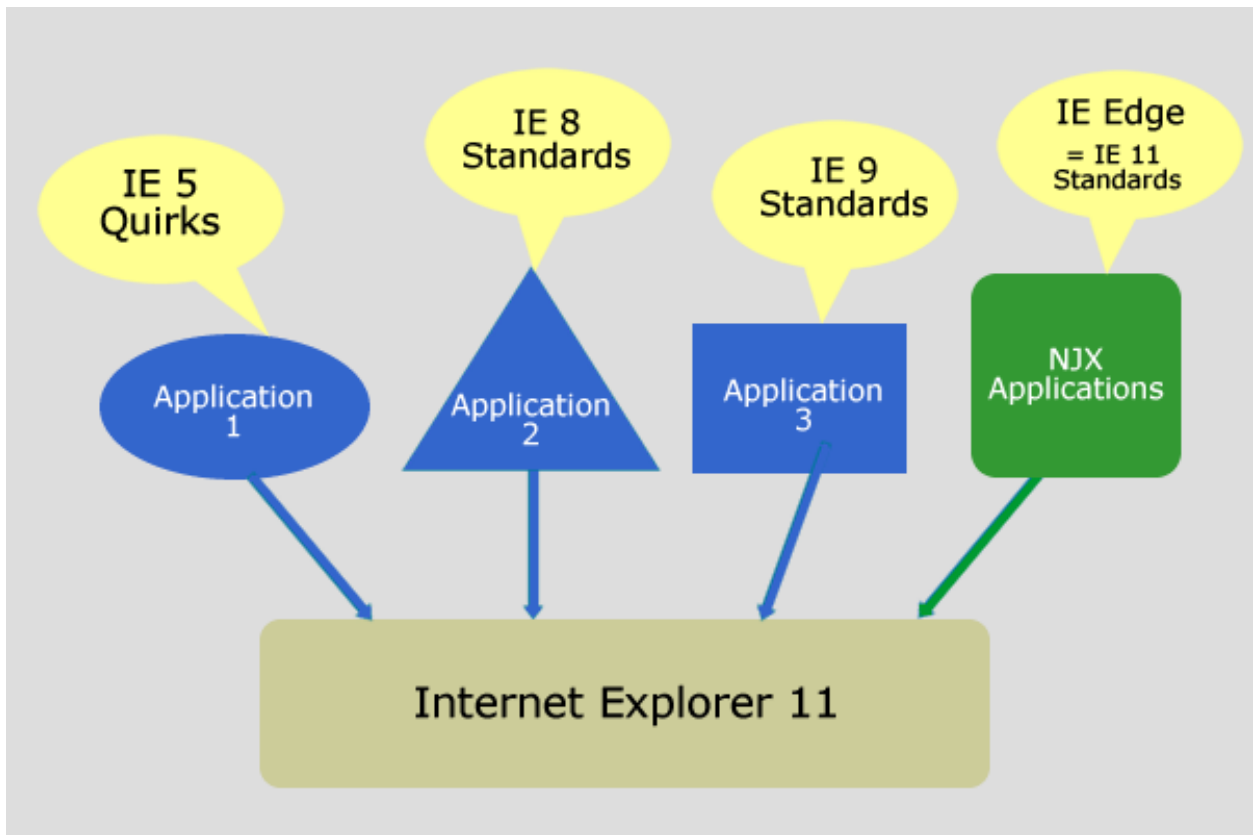 IE 5
Quirks
IE 8
Standards
IE 9
Standards
IE Edge
= IE 11
Standards
Application
1
Application
2
Application
3
NJX
Applications
Internet Explorer 11